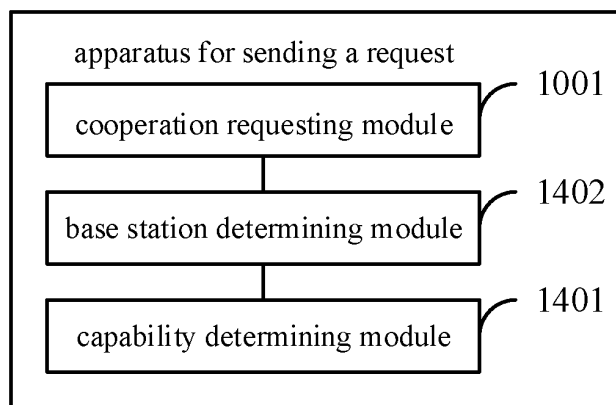 apparatus for sending a request
1001
cooperation requesting module
1402
base station determining module
1401
capability determining module